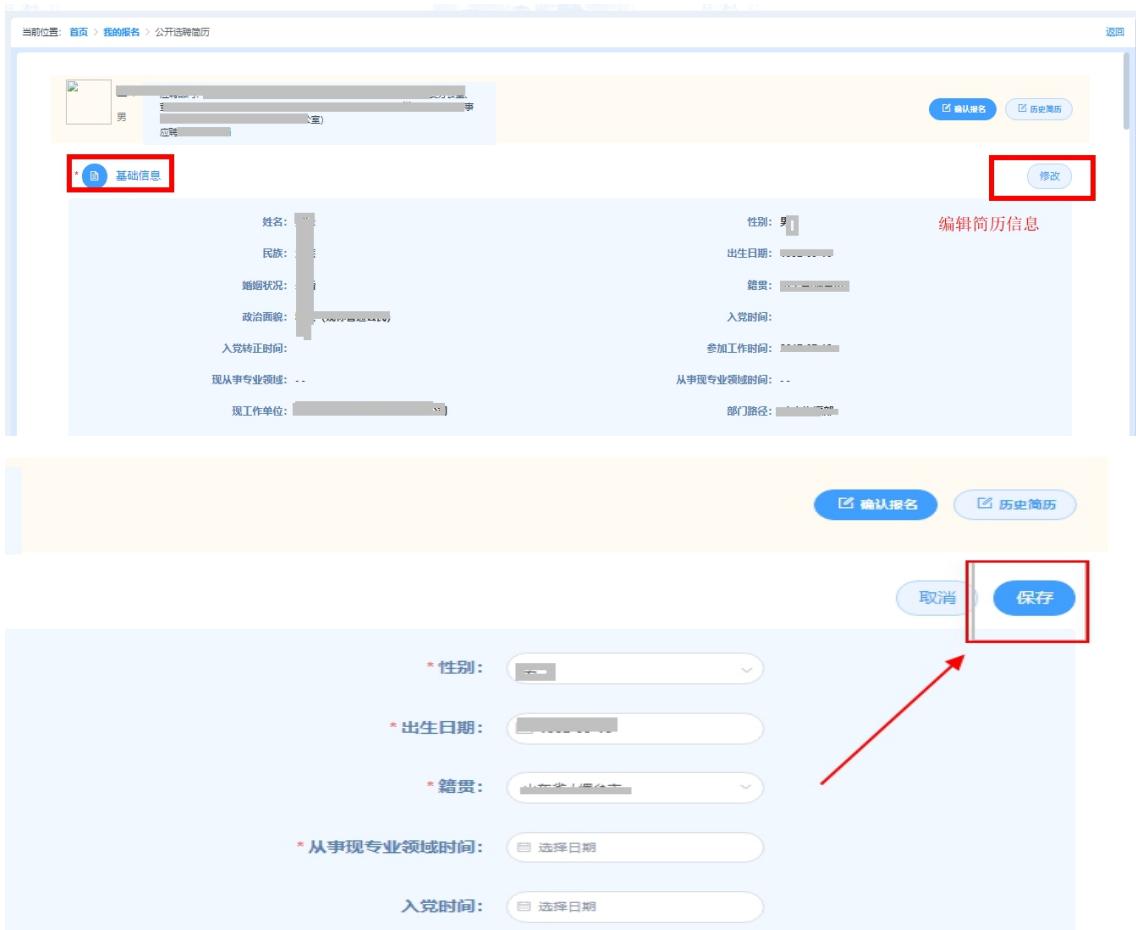 当前位置: 首页 > 我的报名 > 公开选聘简历 返回
事
男 室)
应聘
确认报名 历史简历
* 基础信息 修改
姓名: 性别: 男
编辑简历信息
民族: 出生日期:
婚姻状况: 籍贯:
政治面貌: 入党时间:
入党转正时间: 参加工作时间:
现从事专业领域: -- 从事现专业领域时间: --
现工作单位: 部门路径:
确认报名 历史简历
取消 保存
*性别:
*出生日期:
*籍贯:
*从事现专业领域时间: 选择日期
入党时间: 选择日期